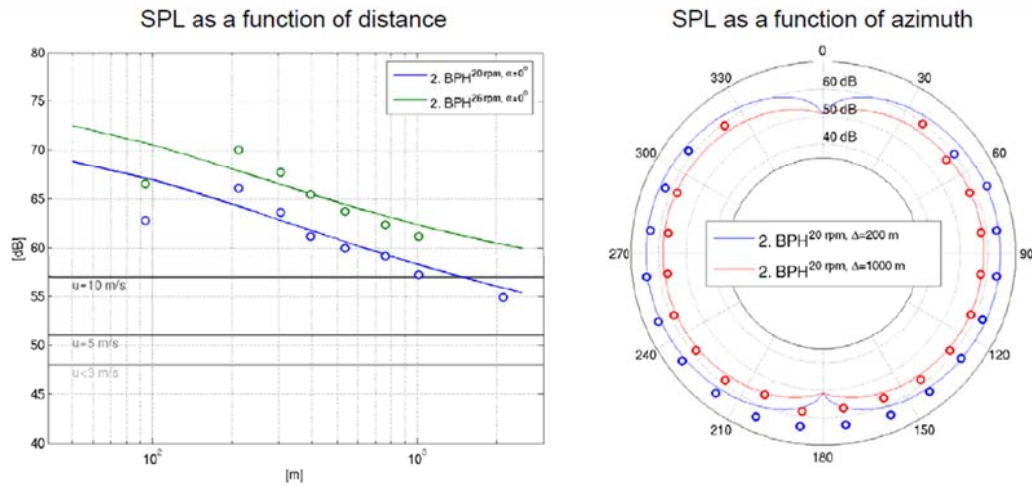 SPL as a function of distance
80
75
70
65
60
55
50
45
40
[dB]
2. BPH20 rpm, α=0°
2. BPH26 rpm, α=0°
u=10 m/s
u=5 m/s
u<3 m/s
10²
10³
[m]
SPL as a function of azimuth
0
30
60
90
120
150
180
210
240
270
300
330
60 dB
50 dB
40 dB
2. BPH20 rpm, Δ=200 m
2. BPH20 rpm, Δ=1000 m